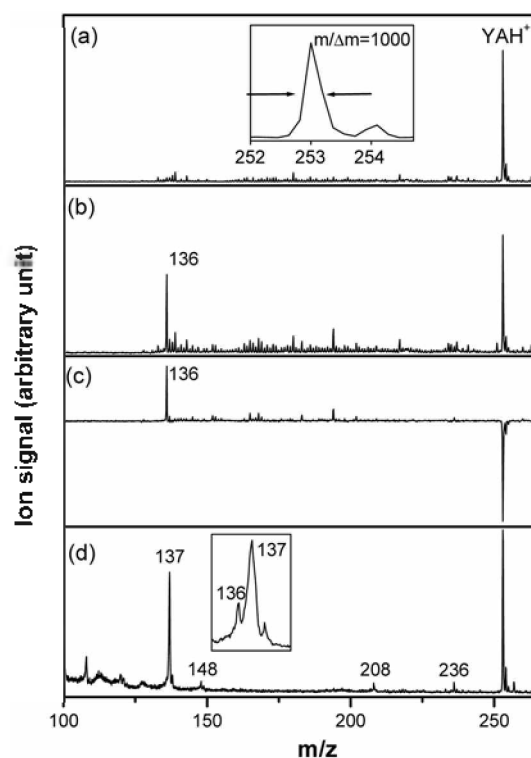 (a)
m/Δm=1000
YAH+
252 253 254
(b)
136
(c)
136
(d)
137
137
136
148
208
236
100 150 200 250
m/z
Ion signal (arbitrary unit)